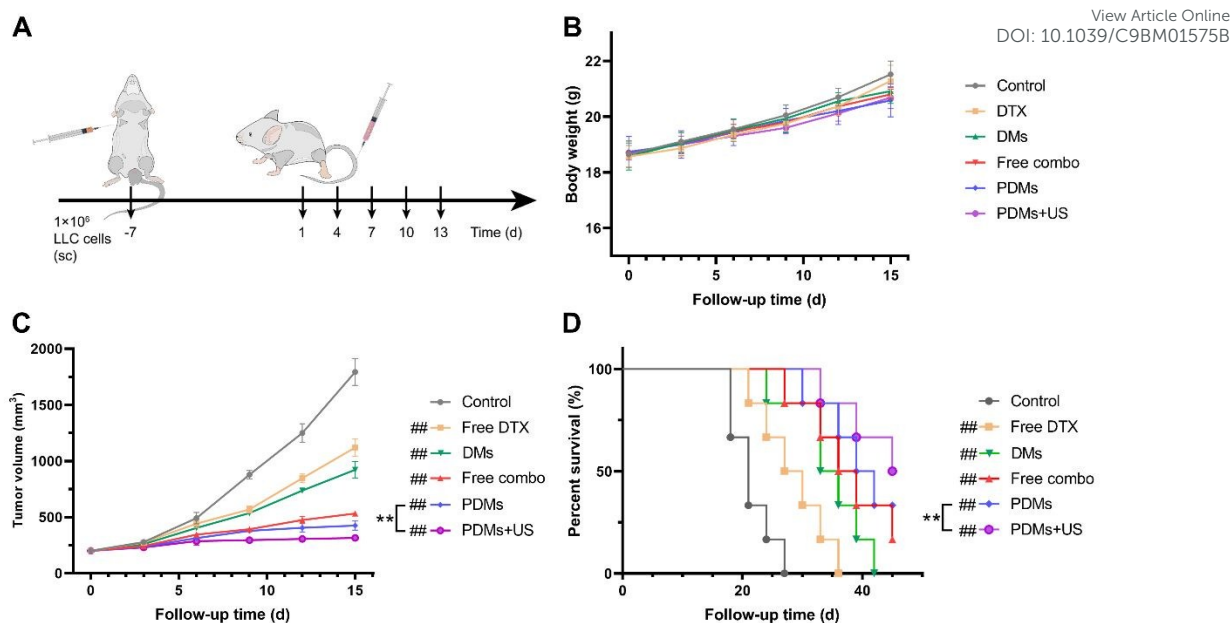 View Article Online
DOI: 10.1039/C9BM01575B
A
1×10⁶
LLC cells
(sc)
-7
1
4
7
10
13
Time (d)
B
Body weight (g)
22
20
18
16
0
5
10
15
Follow-up time (d)
Control
DTX
DMs
Free combo
PDMs
PDMs+US
C
Tumor volume (mm³)
2000
1500
1000
500
0
0
5
10
15
Follow-up time (d)
Control
## Free DTX
## DMs
## Free combo
## PDMs
** 
## PDMs+US
D
Percent survival (%)
100
50
0
0
20
40
Follow-up time (d)
Control
## Free DTX
## DMs
## Free combo
## PDMs
**
## PDMs+US